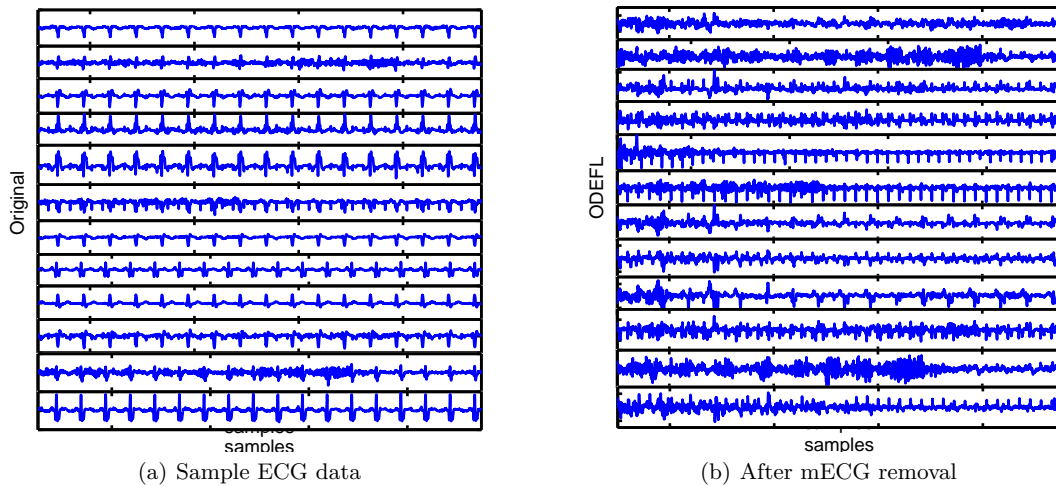 Original
samples
(a) Sample ECG data
ODEFL
samples
(b) After mECG removal